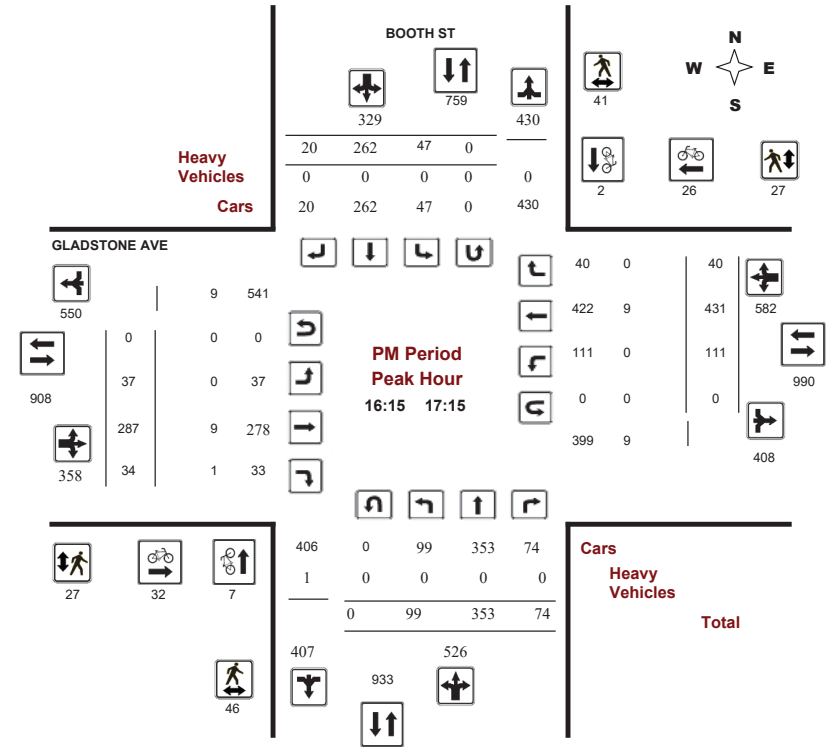 BOOTH ST
N
W E
S
759
41
329 430
20 262 47 0
Heavy
Vehicles
0 0 0 0 0
Cars
20 262 47 0 430
2 26 27
GLADSTONE AVE
550
9 541
0 0 0
37 0 37
908
287 9 278
358
34 1 33
PM Period
Peak Hour
16:15 17:15
40 0 40
422 9 431 582
111 0 111
990
0 0 0
399 9
408
27 32 7
406 0 99 353 74
1 0 0 0 0
0 99 353 74
Cars
Heavy
Vehicles
Total
407 526
933
46